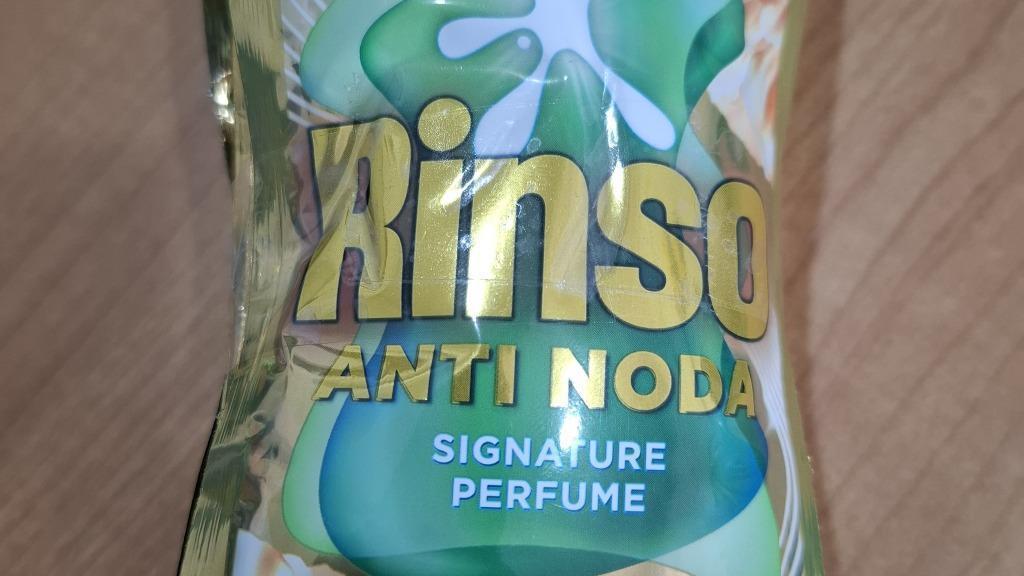 Rinso
ANTI NODA
SIGNATURE
PERFUME